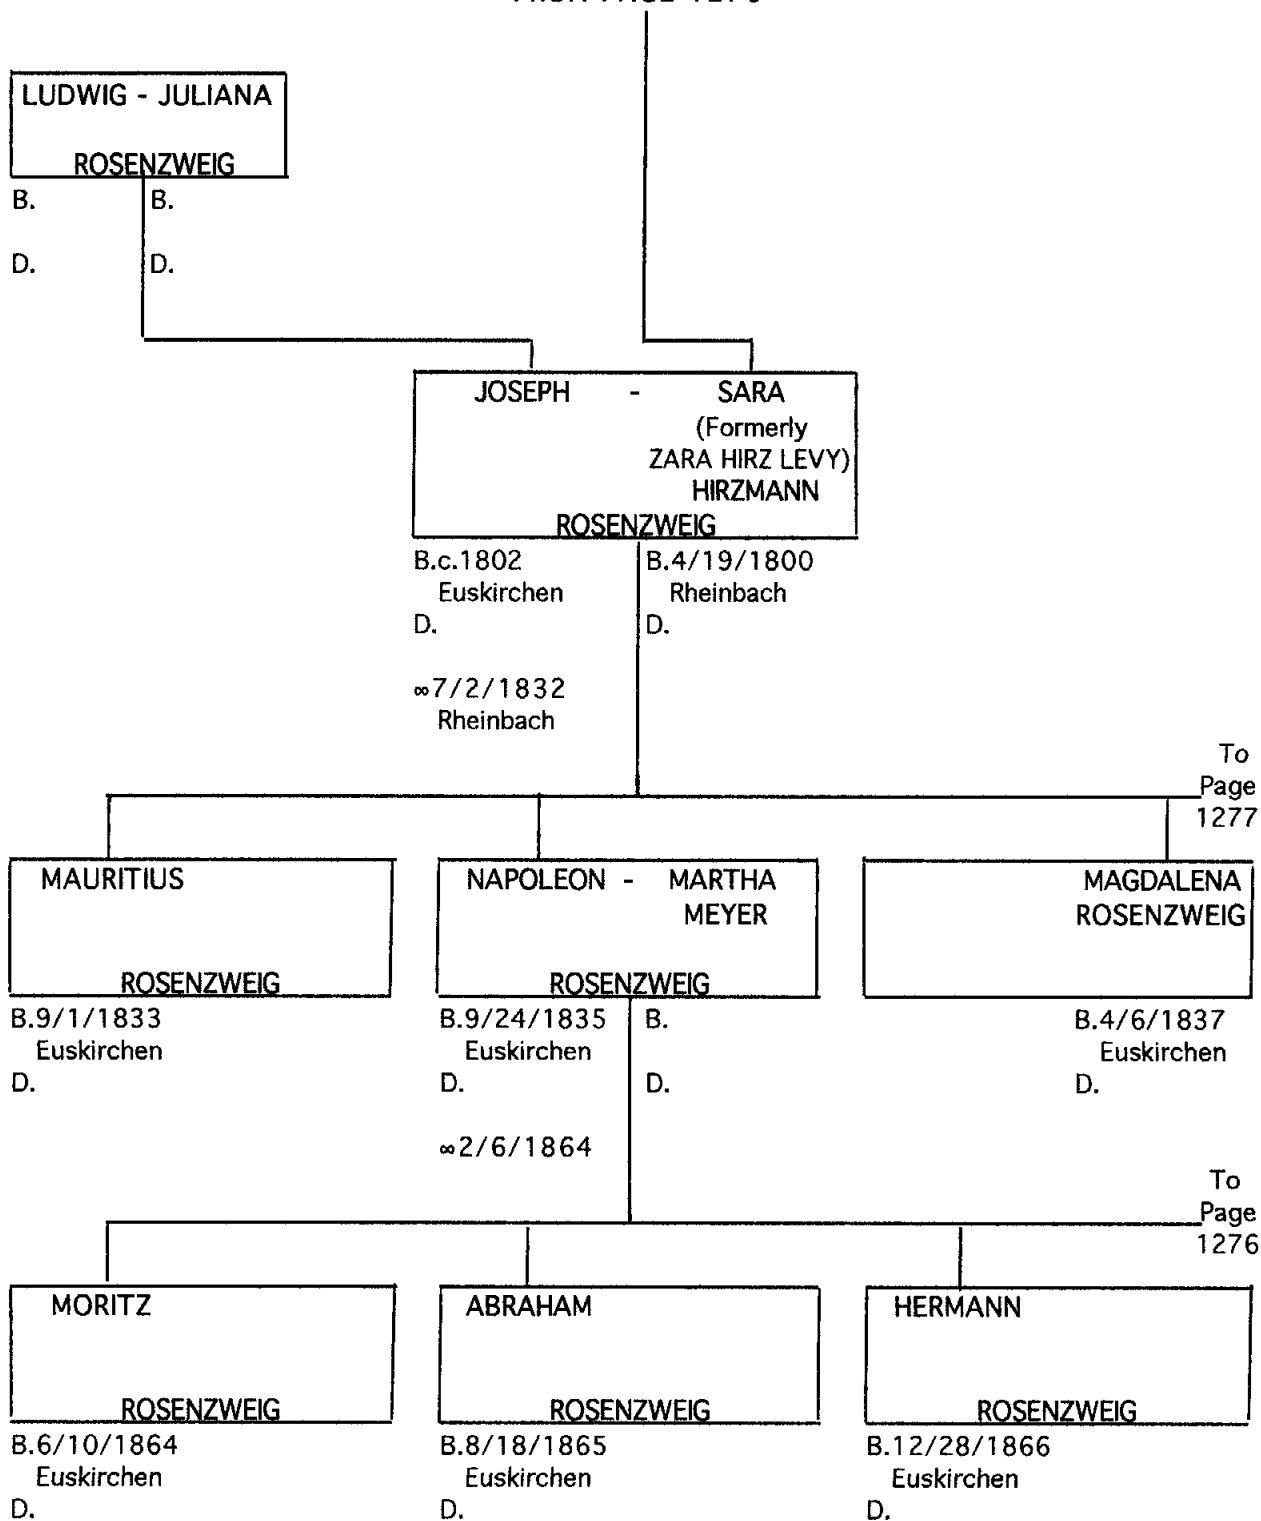 LUDWIG - JULIANA
ROSENZWEIG
B. B.
D. D.
JOSEPH - SARA
(Formerly
ZARA HIRZ LEVY)
HIRZMANN
ROSENZWEIG
B.c.1802 B.4/19/1800
Euskirchen Rheinbach
D. D.
∞7/2/1832
Rheinbach
To
Page
1277
MAURITIUS
ROSENZWEIG
B.9/1/1833
Euskirchen
D.
NAPOLEON - MARTHA
MEYER
ROSENZWEIG
B.9/24/1835 B.
Euskirchen
D. D.
∞2/6/1864
MAGDALENA
ROSENZWEIG
B.4/6/1837
Euskirchen
D.
To
Page
1276
MORITZ
ROSENZWEIG
B.6/10/1864
Euskirchen
D.
ABRAHAM
ROSENZWEIG
B.8/18/1865
Euskirchen
D.
HERMANN
ROSENZWEIG
B.12/28/1866
Euskirchen
D.